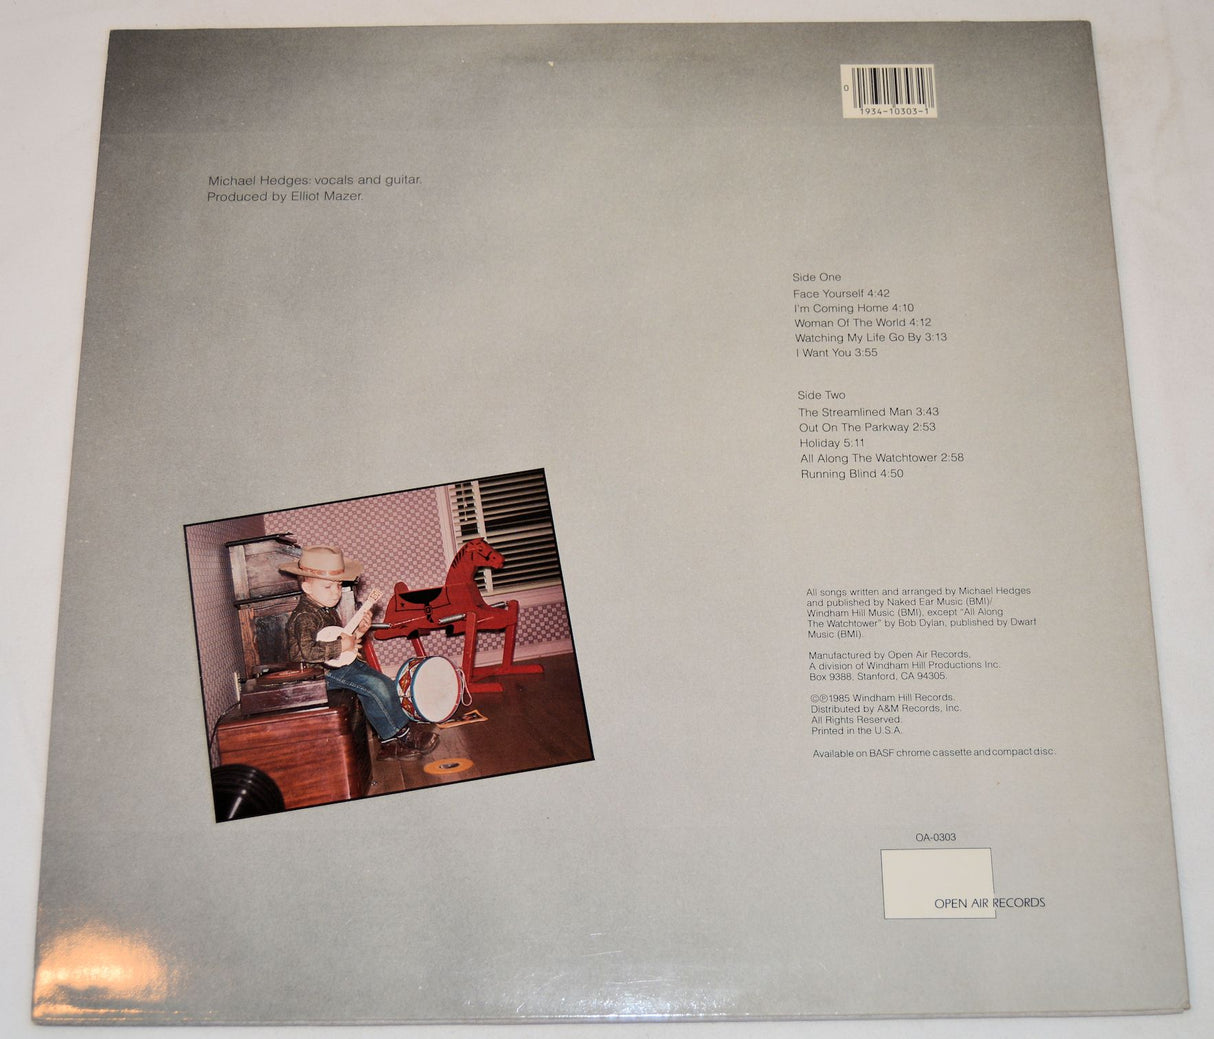 0
1934-10303-1
Michael Hedges: vocals and guitar.
Produced by Elliot Mazer.
Side One
Face Yourself 4:42
I'm Coming Home 4:10
Woman Of The World 4:12
Watching My Life Go By 3:13
I Want You 3:55
Side Two
The Streamlined Man 3:43
Out On The Parkway 2:53
Holiday 5:11
All Along The Watchtower 2:58
Running Blind 4:50
All songs written and arranged by Michael Hedges
and published by Naked Ear Music (BMI)/
Windham Hill Music (BMI), except "All Along
The Watchtower" by Bob Dylan, published by Dwarf
Music (BMI).
Manufactured by Open Air Records,
A division of Windham Hill Productions Inc.
Box 9388, Stanford, CA 94305.
©℗1985 Windham Hill Records.
Distributed by A&M Records, Inc.
All Rights Reserved.
Printed in the U.S.A.
Available on BASF chrome cassette and compact disc.
OA-0303
OPEN AIR RECORDS